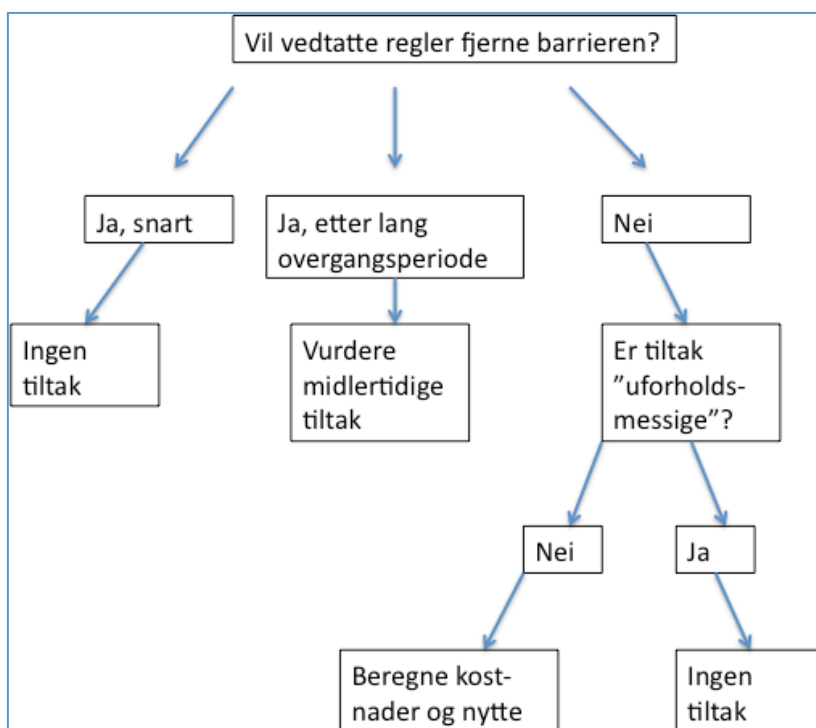 Vil vedtatte regler fjerne barrieren?
Ja, snart
Ja, etter lang
overgangsperiode
Nei
Ingen
tiltak
Vurdere
midlertidige
tiltak
Er tiltak
”uforholds-
messige”?
Nei
Ja
Beregne kost-
nader og nytte
Ingen
tiltak